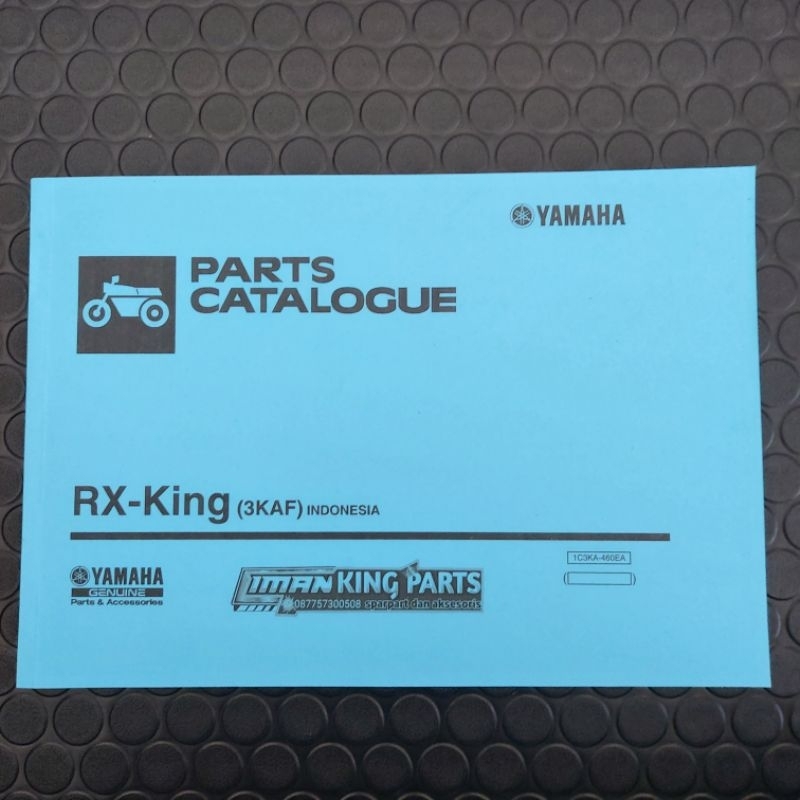 YAMAHA
PARTS
CATALOGUE
RX-King (3KAF) INDONESIA
1C3KA-460EA
YAMAHA
GENUINE
Parts & Accessories
IMAN KING PARTS
087757300508 sparpart dan aksesoris